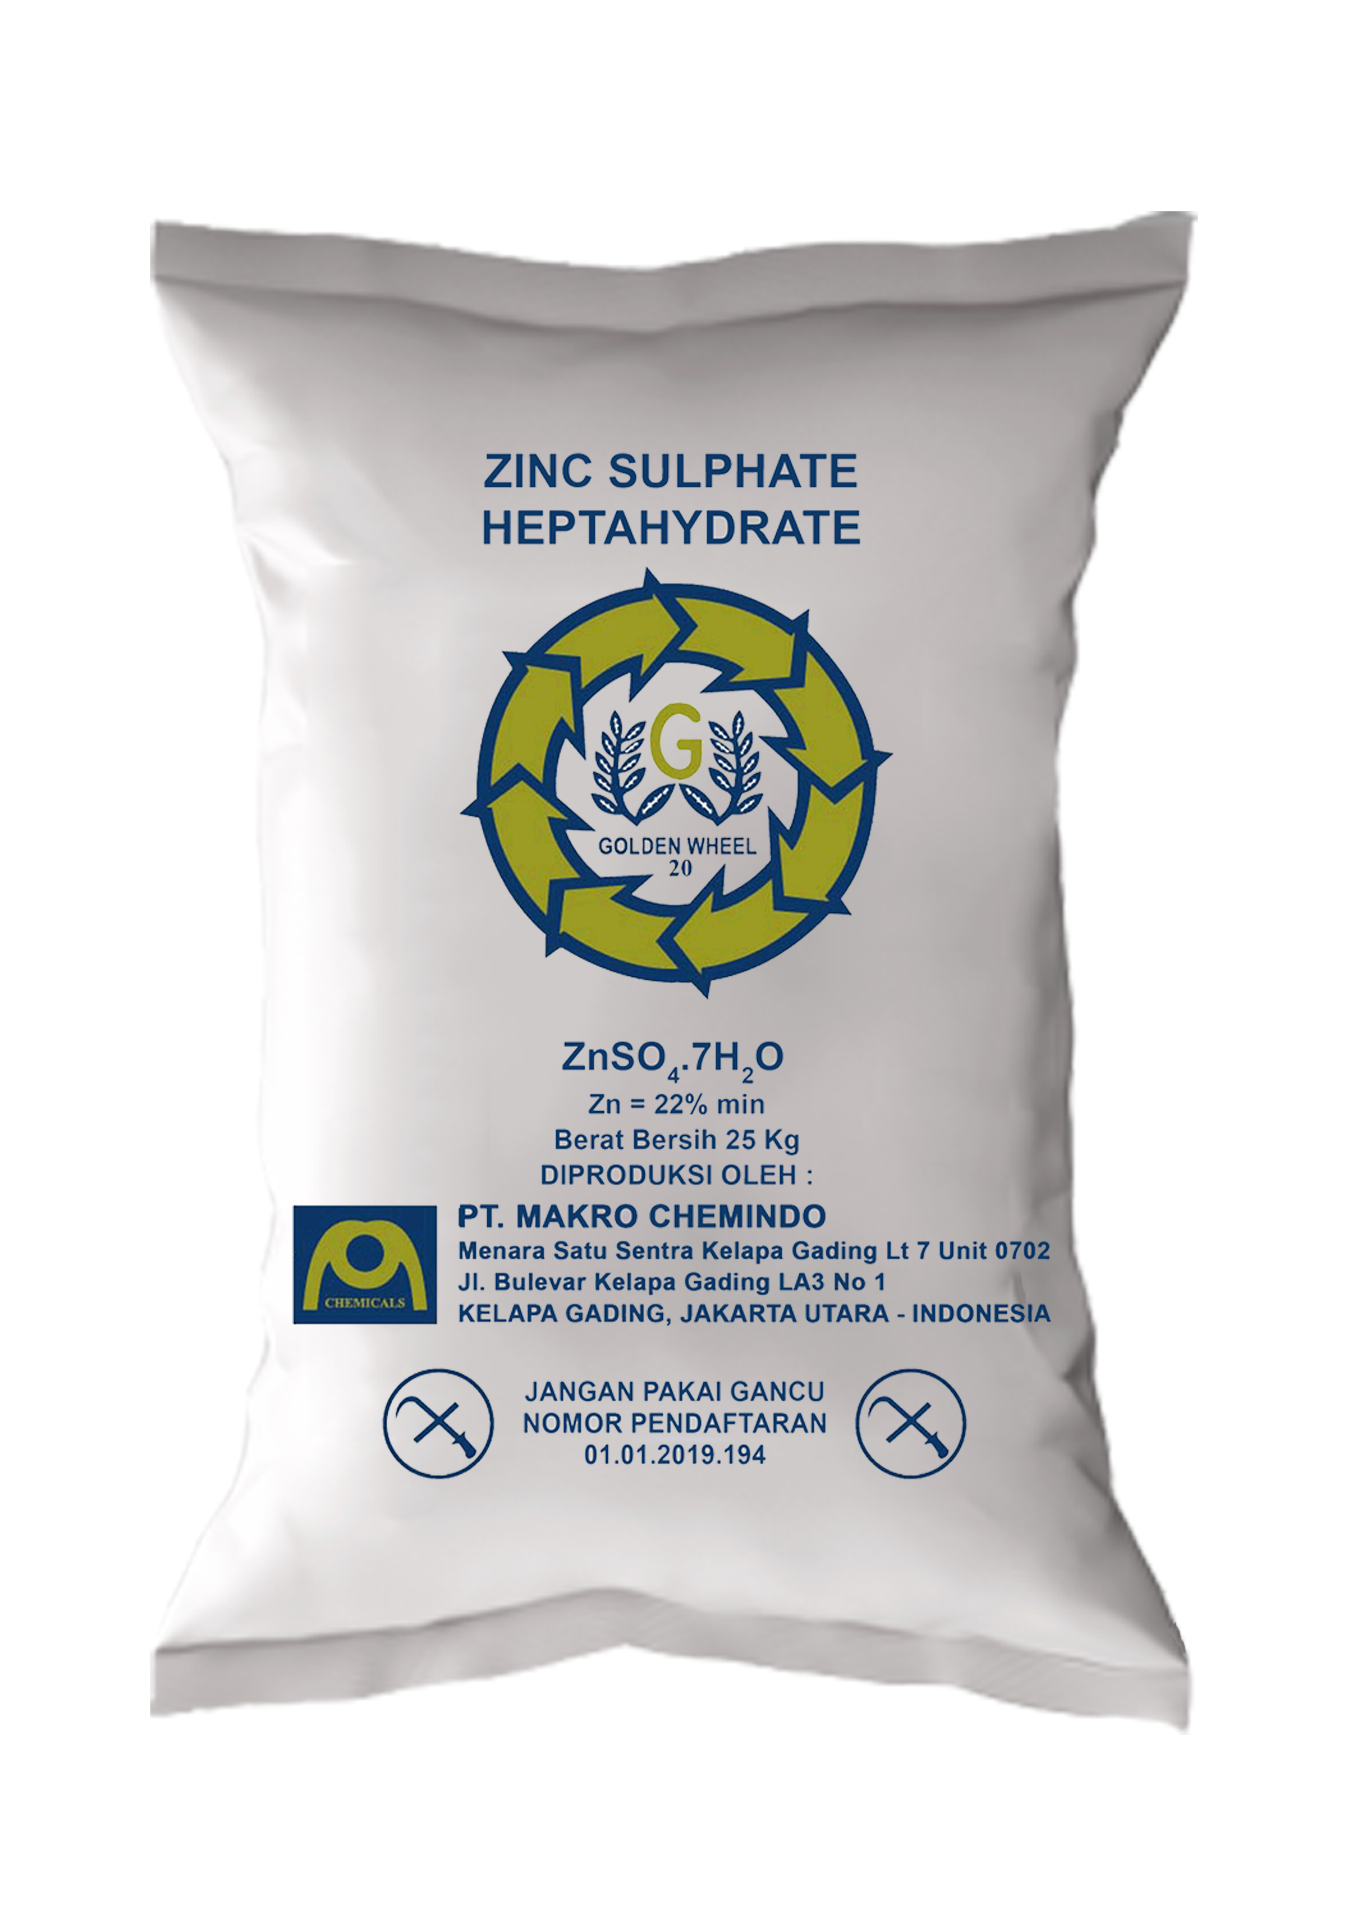 ZINC SULPHATE
HEPTAHYDRATE
G
GOLDEN WHEEL
20
ZnSO₄.7H₂O
Zn = 22% min
Berat Bersih 25 Kg
DIPRODUKSI OLEH :
CHEMICALS
PT. MAKRO CHEMINDO
Menara Satu Sentra Kelapa Gading Lt 7 Unit 0702
Jl. Bulevar Kelapa Gading LA3 No 1
KELAPA GADING, JAKARTA UTARA - INDONESIA
JANGAN PAKAI GANCU
NOMOR PENDAFTARAN
01.01.2019.194